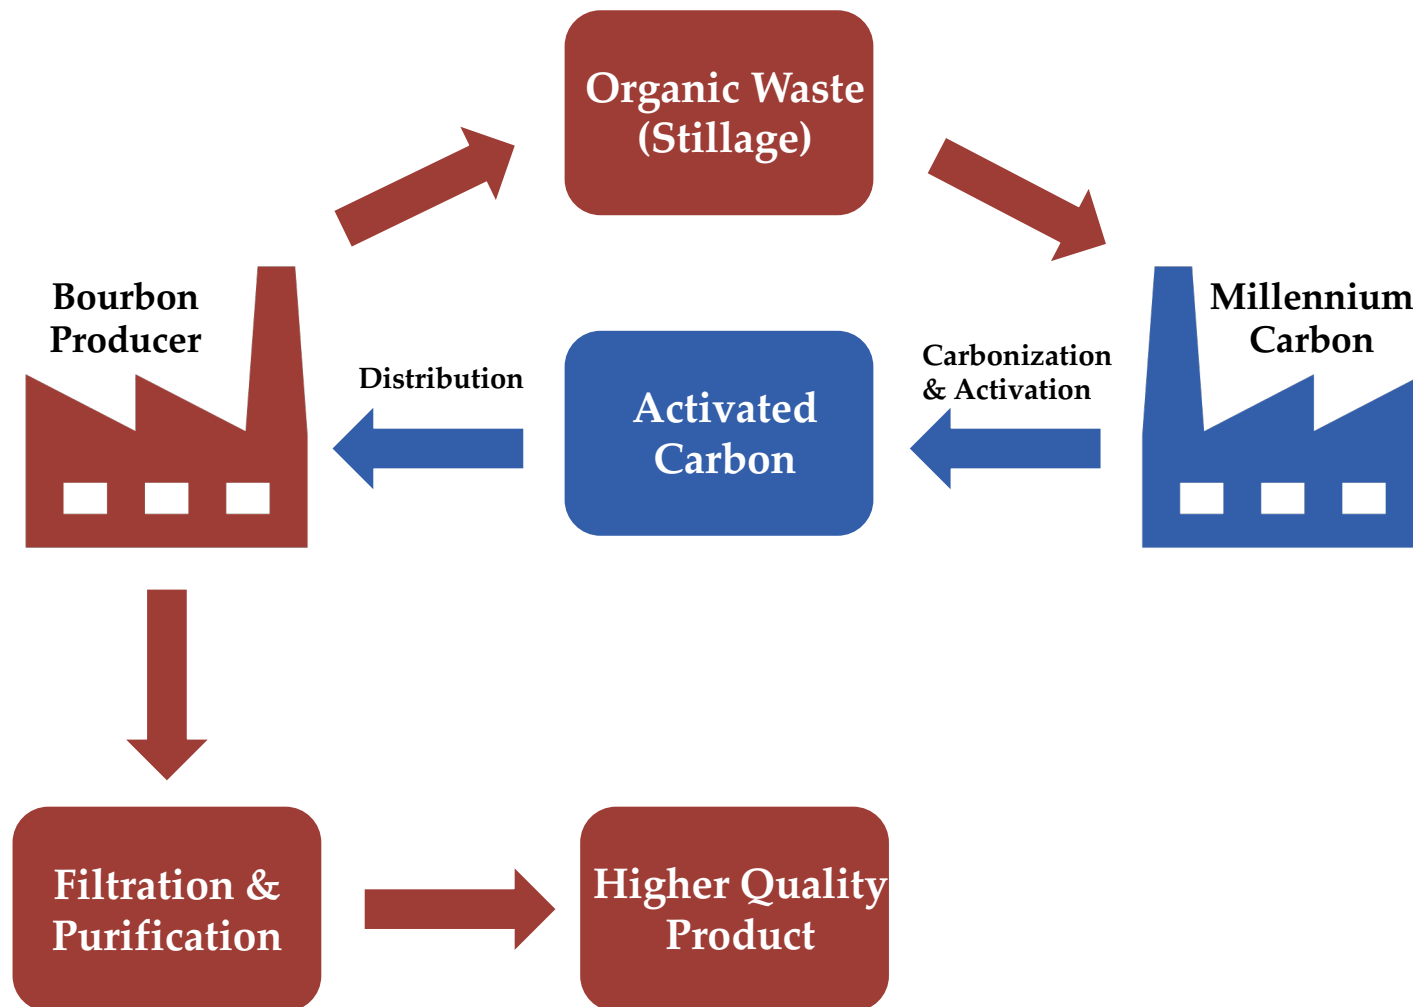 Organic Waste
(Stillage)
Bourbon
Producer
Millennium
Carbon
Distribution
Activated
Carbon
Carbonization
& Activation
Filtration &
Purification
Higher Quality
Product